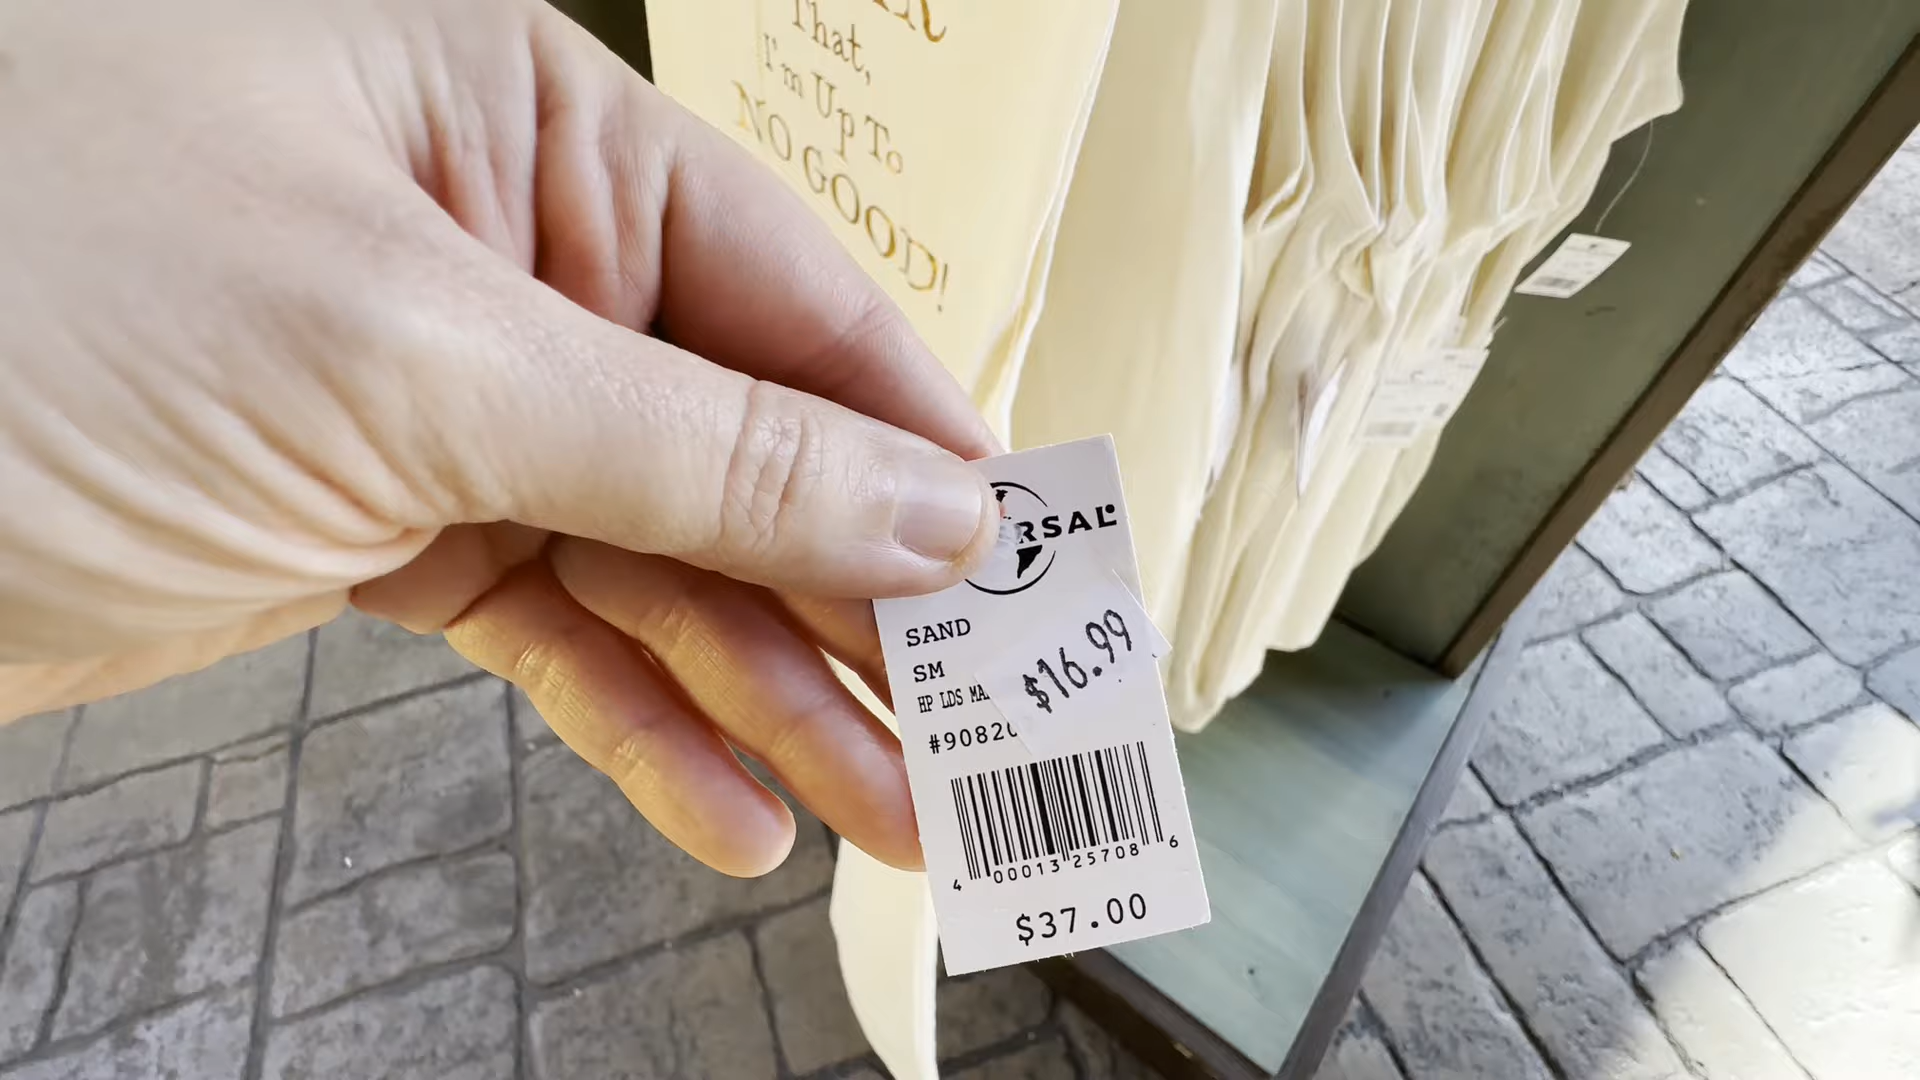 That,
I'm Up To
NO GOOD!
RSAL
SAND
SM
HP LDS MA
$16.99
#9082
4 00013 25708 6
$37.00